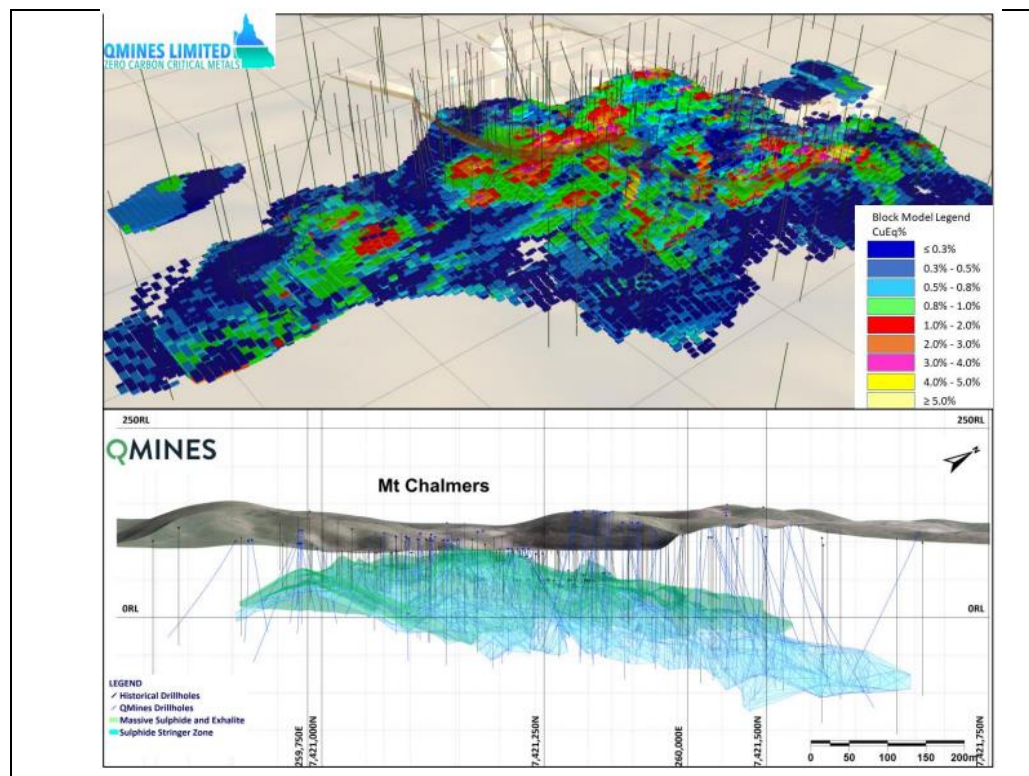 QMINES LIMITED
ZERO CARBON CRITICAL METALS
Block Model Legend
CuEq%
≤ 0.3%
0.3% - 0.5%
0.5% - 0.8%
0.8% - 1.0%
1.0% - 2.0%
2.0% - 3.0%
3.0% - 4.0%
4.0% - 5.0%
≥ 5.0%
250RL 250RL
QMINES
Mt Chalmers
0RL 0RL
LEGEND
Historical Drillholes
QMines Drillholes
Massive Sulphide and Exhalite
Sulphide Stringer Zone
259,750E
7,421,000N
7,421,250N
260,000E
7,421,500N
7,421,750N
0 50 100 150 200m